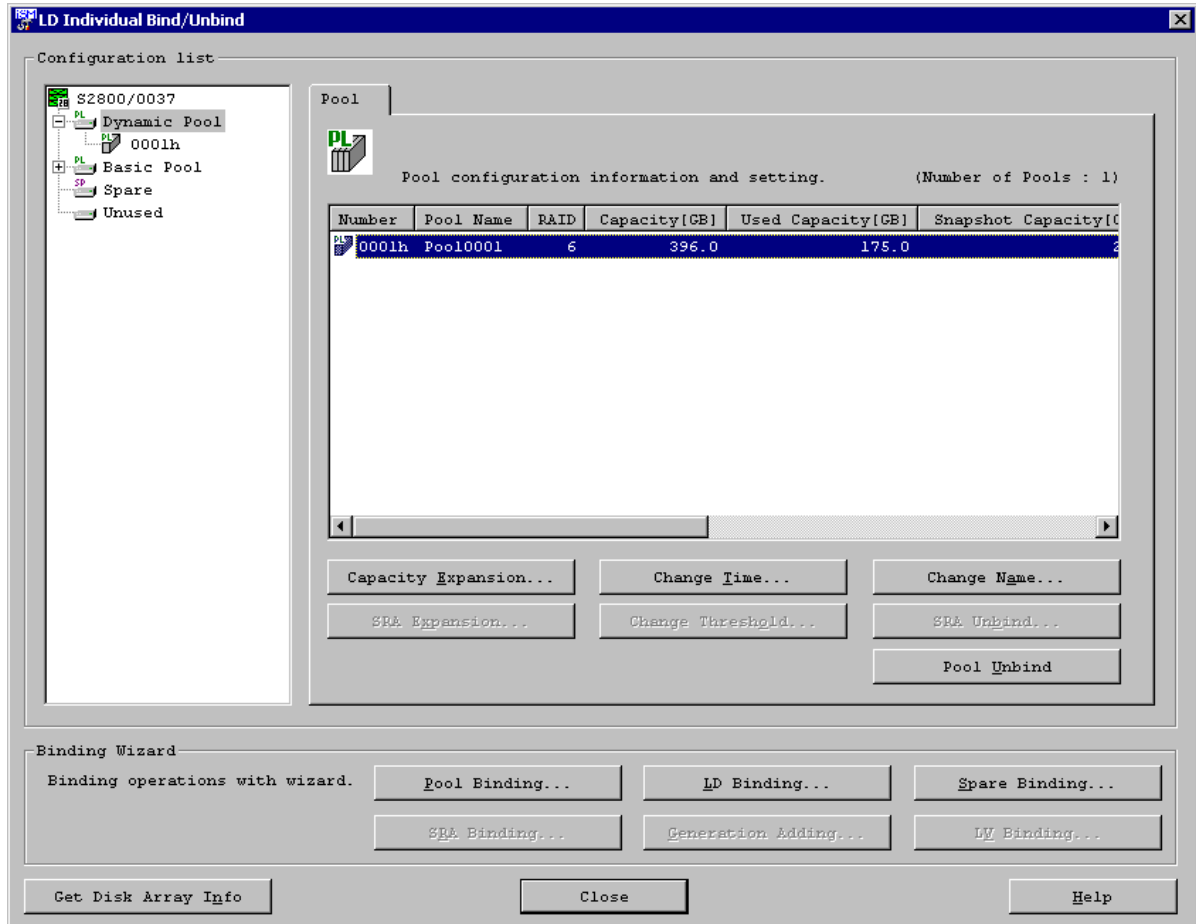 LD Individual Bind/Unbind
Configuration list
S2800/0037
Dynamic Pool
0001h
Basic Pool
Spare
Unused
Pool
Pool configuration information and setting. (Number of Pools : 1)
Number Pool Name RAID Capacity[GB] Used Capacity[GB] Snapshot Capacity[G
0001h Pool0001 6 396.0 175.0 2
Capacity Expansion... Change Time... Change Name...
SRA Expansion... Change Threshold... SRA Unbind...
Pool Unbind
Binding Wizard
Binding operations with wizard. Pool Binding... LD Binding... Spare Binding...
SRA Binding... Generation Adding... LV Binding...
Get Disk Array Info Close Help